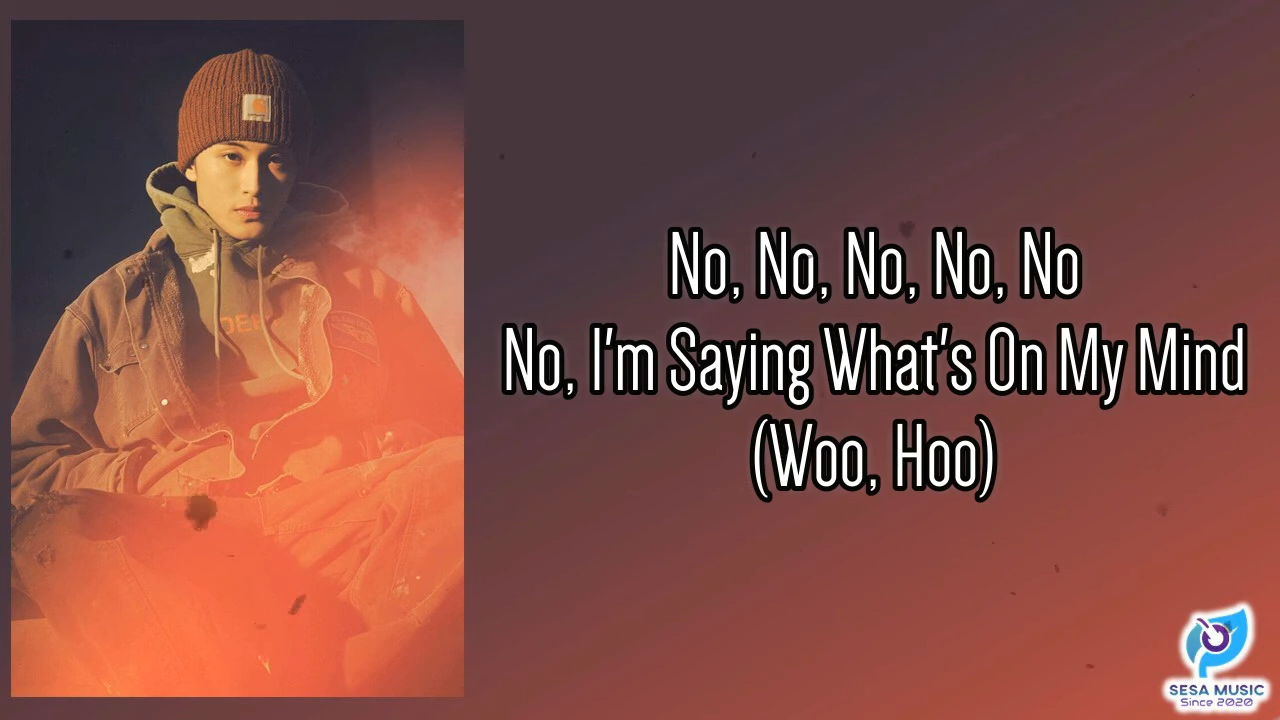 No, No, No, No, No
No, I'm Saying What's On My Mind
(Woo, Hoo)
SESA MUSIC
Since 2020